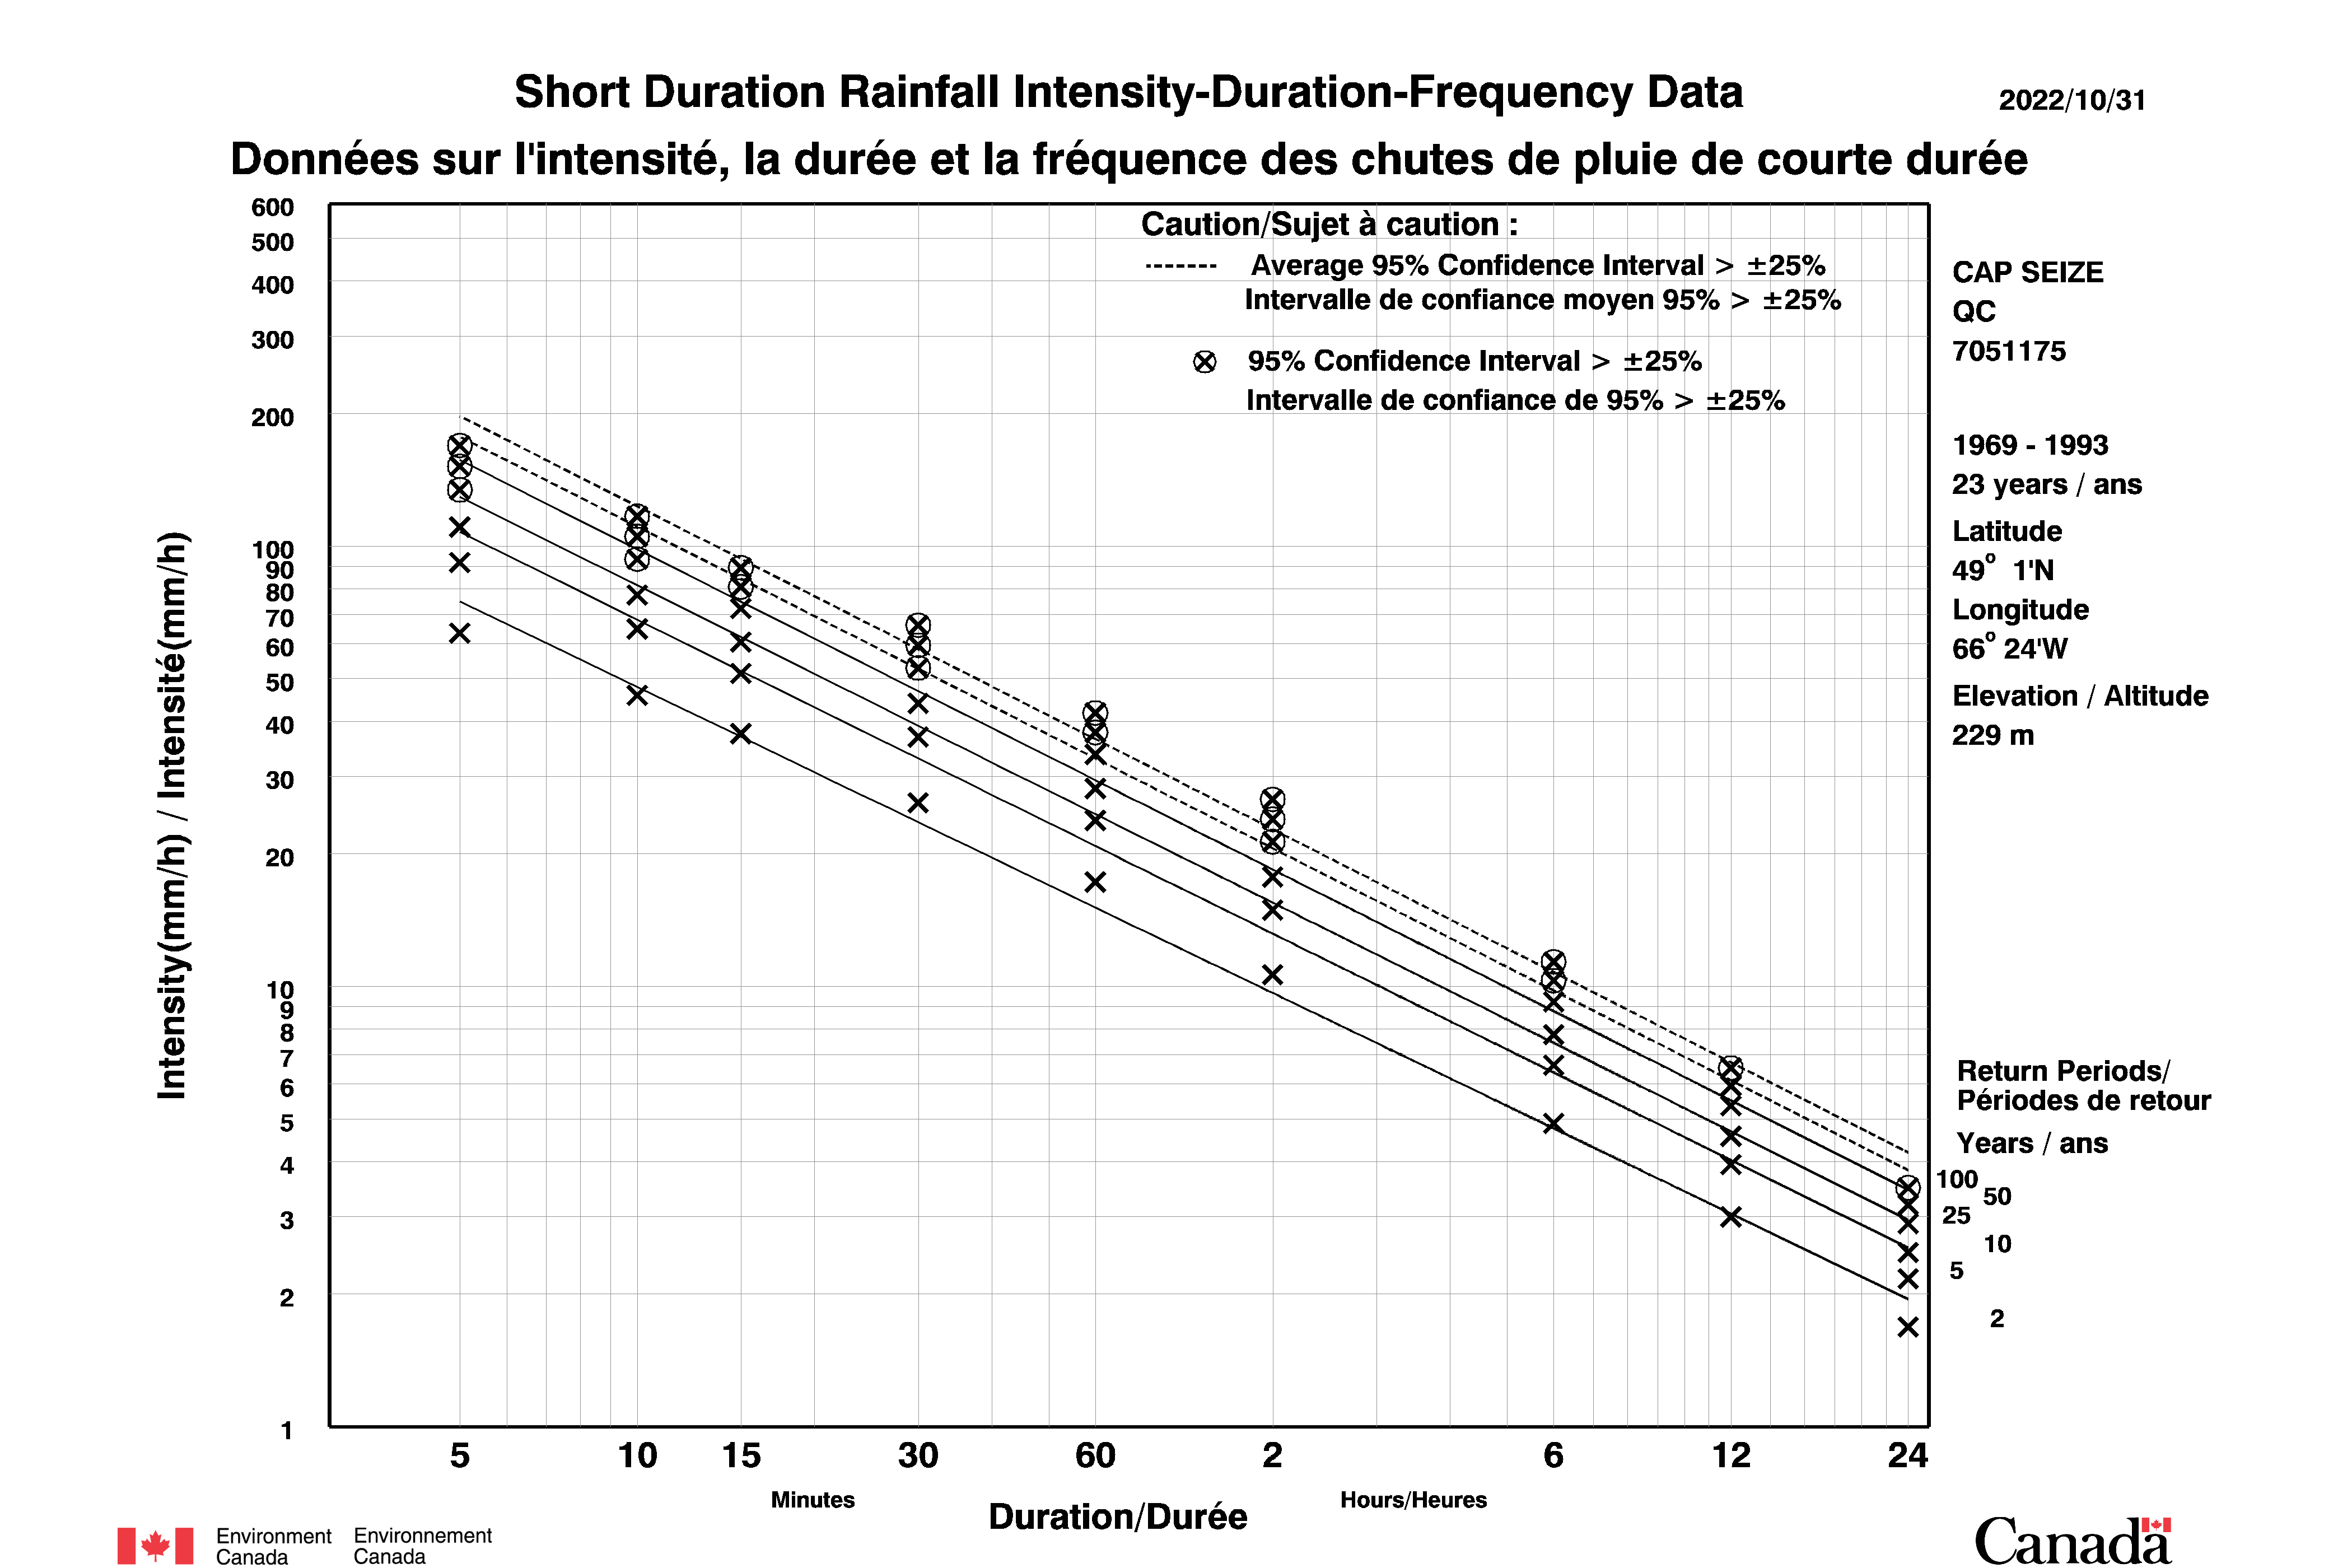 Short Duration Rainfall Intensity-Duration-Frequency Data
2022/10/31
Données sur l'intensité, la durée et la fréquence des chutes de pluie de courte durée
Caution/Sujet à caution :
Average 95% Confidence Interval > ±25%
Intervalle de confiance moyen 95% > ±25%
95% Confidence Interval > ±25%
Intervalle de confiance de 95% > ±25%
CAP SEIZE
QC
7051175
1969 - 1993
23 years / ans
Latitude
49° 1'N
Longitude
66° 24'W
Elevation / Altitude
229 m
Return Periods/
Périodes de retour
Years / ans
100
50
25
10
5
2
Intensity(mm/h) / Intensité(mm/h)
600
500
400
300
200
100
90
80
70
60
50
40
30
20
10
9
8
7
6
5
4
3
2
1
5 10 15 30 60 2 6 12 24
Minutes
Hours/Heures
Duration/Durée
Environment
Canada
Environnement
Canada
Canada